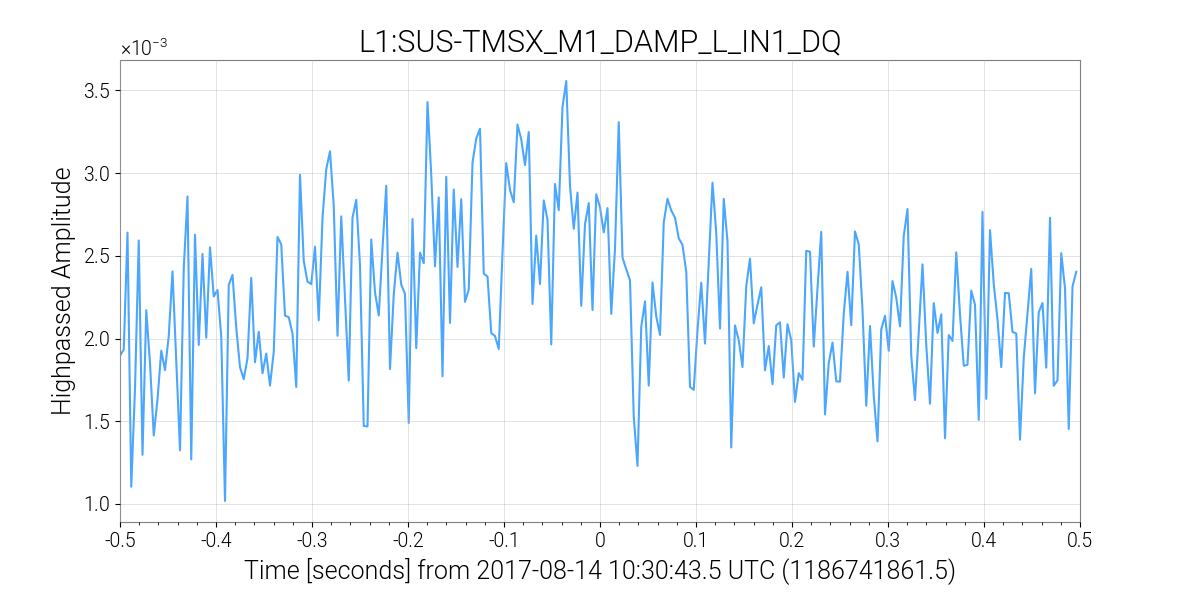 L1:SUS-TMSX_M1_DAMP_L_IN1_DQ
×10⁻³
3.5
3.0
2.5
2.0
1.5
1.0
Highpassed Amplitude
-0.5 -0.4 -0.3 -0.2 -0.1 0 0.1 0.2 0.3 0.4 0.5
Time [seconds] from 2017-08-14 10:30:43.5 UTC (1186741861.5)